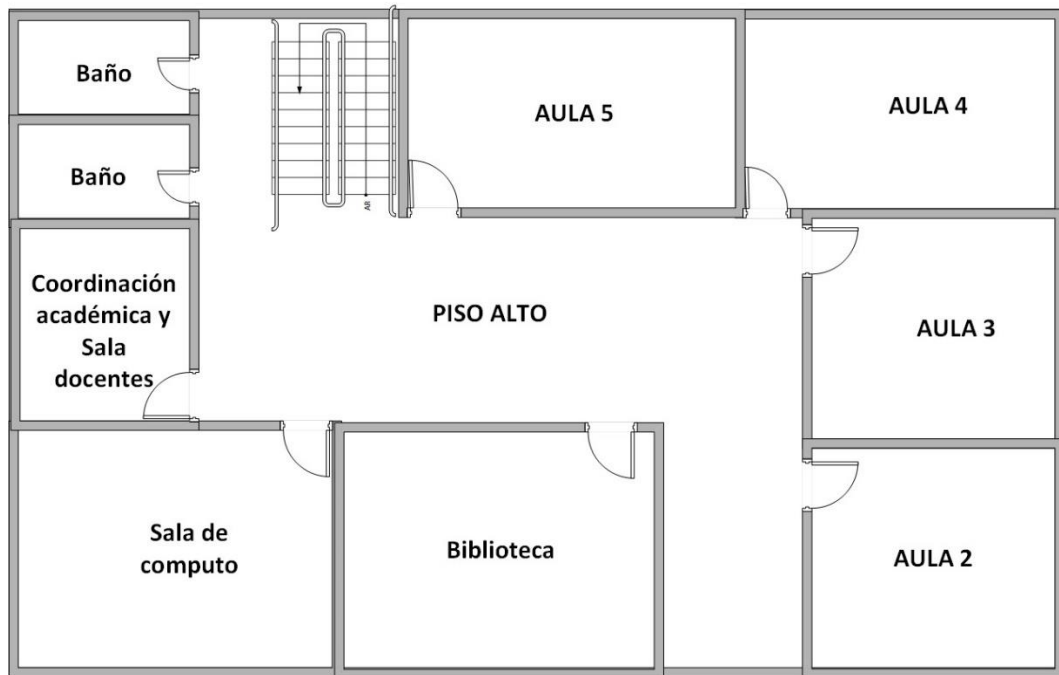 Baño
AULA 5
AULA 4
Baño
AR
Coordinación
académica y
Sala
docentes
PISO ALTO
AULA 3
Sala de
computo
Biblioteca
AULA 2